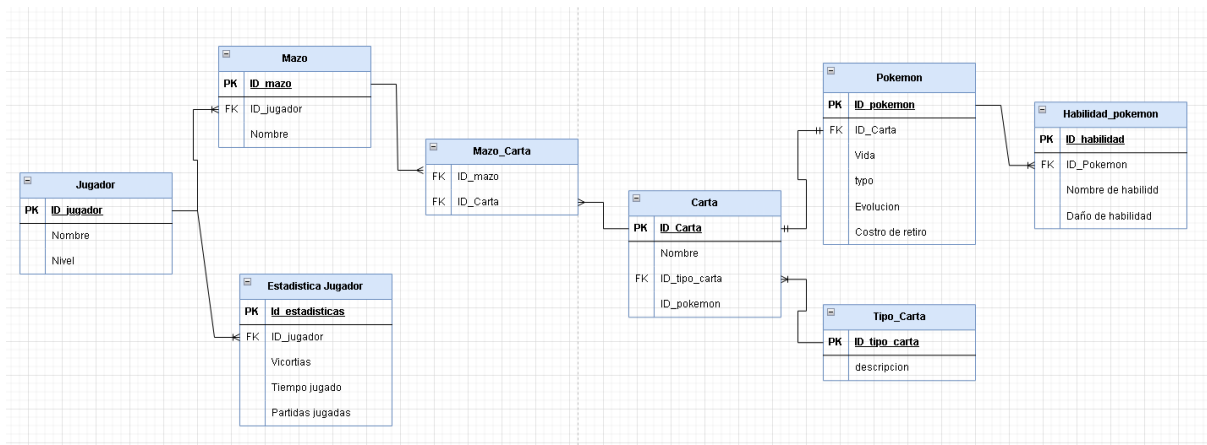 Mazo
PK ID_mazo
FK ID_jugador
Nombre
Jugador
PK ID_jugador
Nombre
Nivel
Estadistica Jugador
PK Id_estadisticas
FK ID_jugador
Vicortias
Tiempo jugado
Partidas jugadas
Mazo_Carta
FK ID_mazo
FK ID_Carta
Carta
PK ID_Carta
Nombre
FK ID_tipo_carta
ID_pokemon
Pokemon
PK ID_pokemon
FK ID_Carta
Vida
typo
Evolucion
Costro de retiro
Habilidad_pokemon
PK ID_habilidad
FK ID_Pokemon
Nombre de habilidd
Daño de habilidad
Tipo_Carta
PK ID_tipo_carta
descripcion